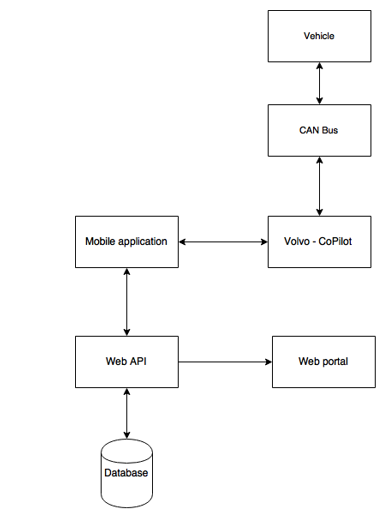 Vehicle
CAN Bus
Mobile application
Volvo - CoPilot
Web API
Web portal
Database